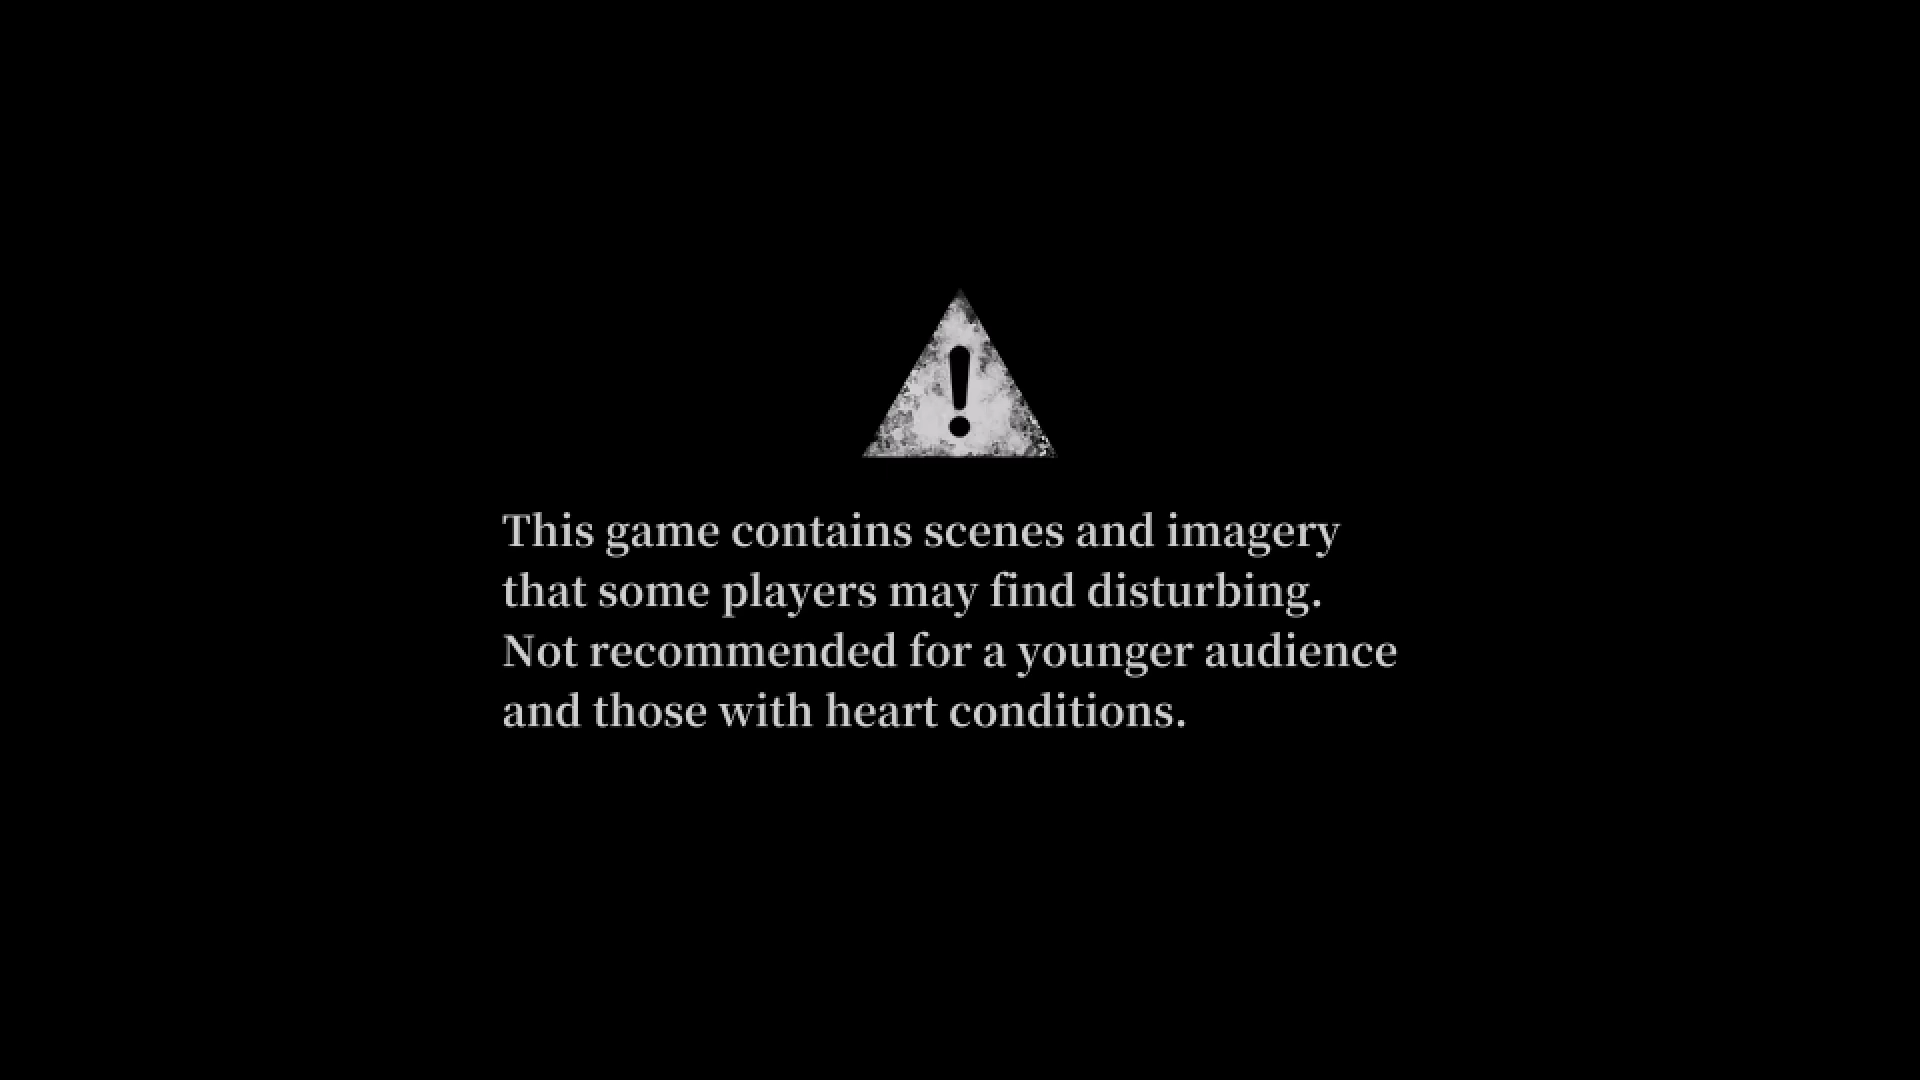 This game contains scenes and imagery
that some players may find disturbing.
Not recommended for a younger audience
and those with heart conditions.